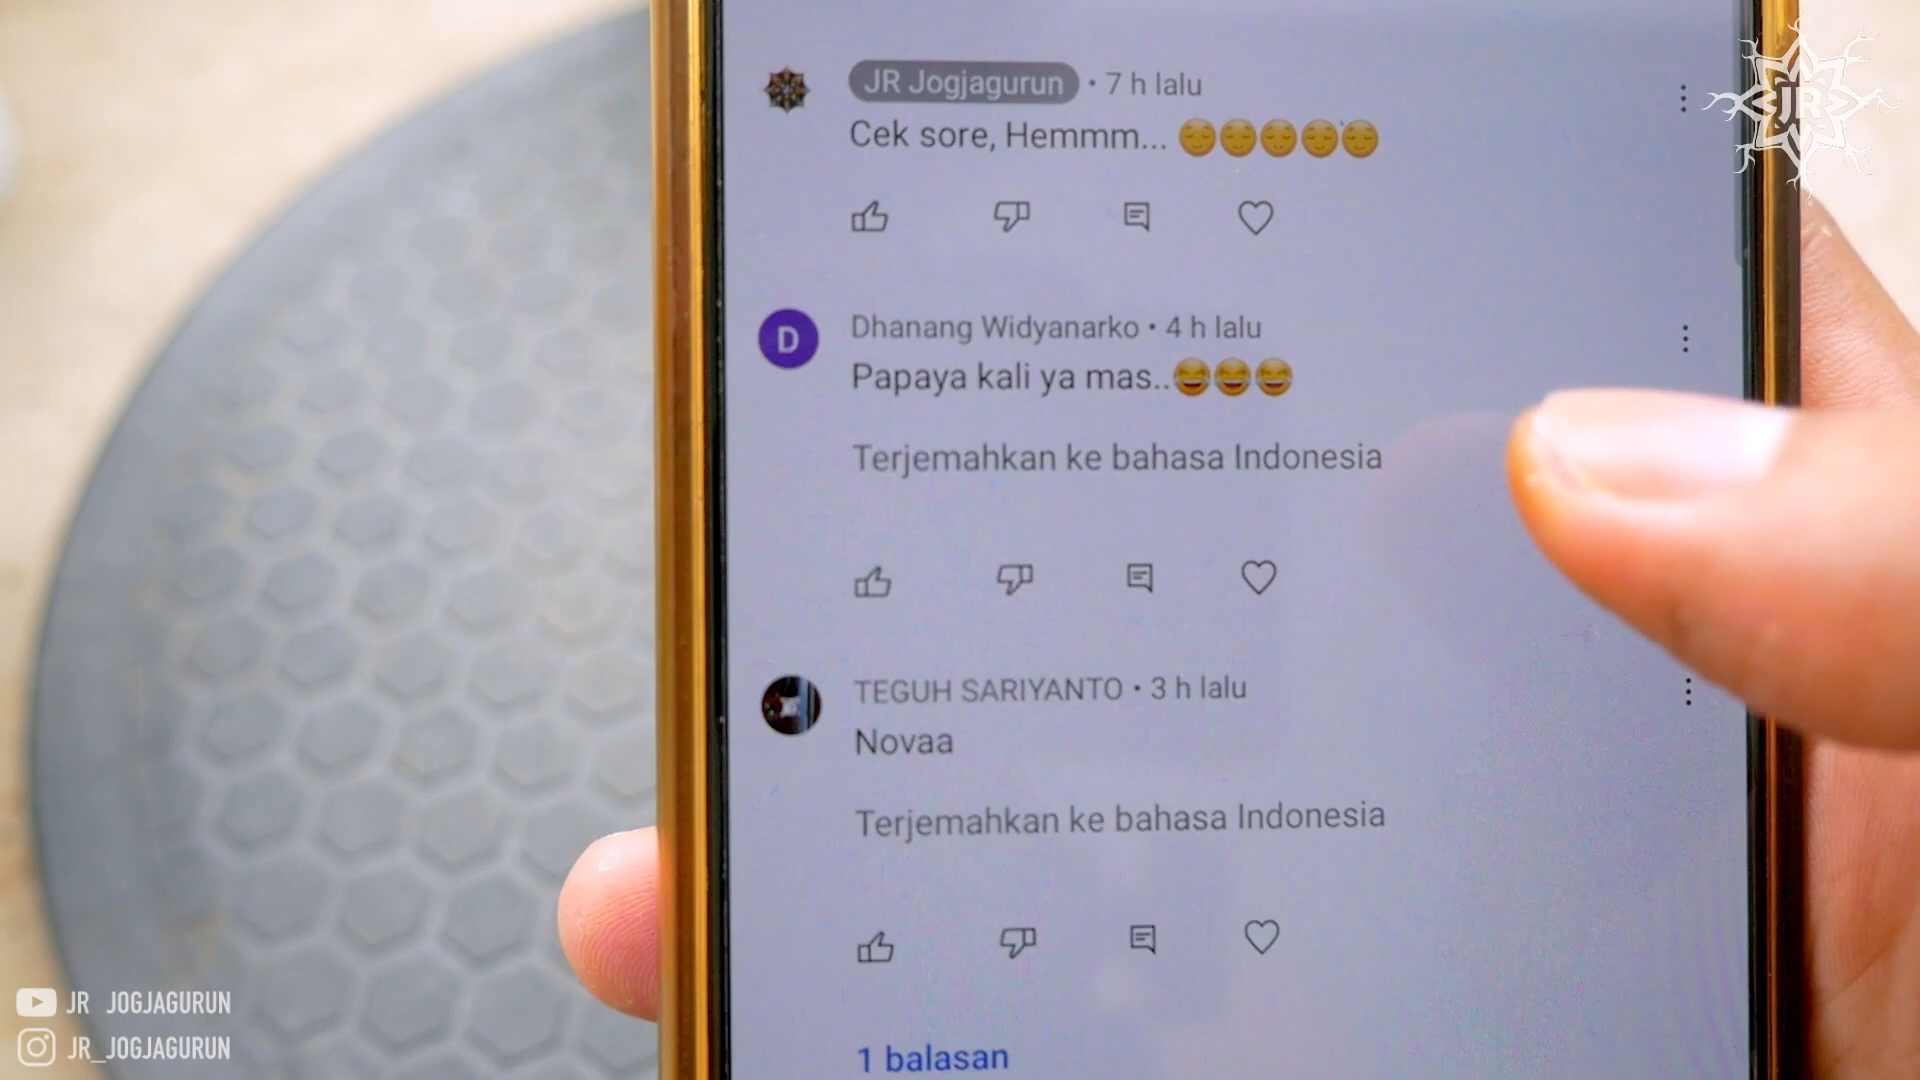 JR
JR Jogjagurun • 7 h lalu
Cek sore, Hemmm... 😌😌😌😌😌
D
Dhanang Widyanarko • 4 h lalu
Papaya kali ya mas..😂😂😂
Terjemahkan ke bahasa Indonesia
TEGUH SARIYANTO • 3 h lalu
Novaa
Terjemahkan ke bahasa Indonesia
1 balasan
JR JOGJAGURUN
JR_JOGJAGURUN